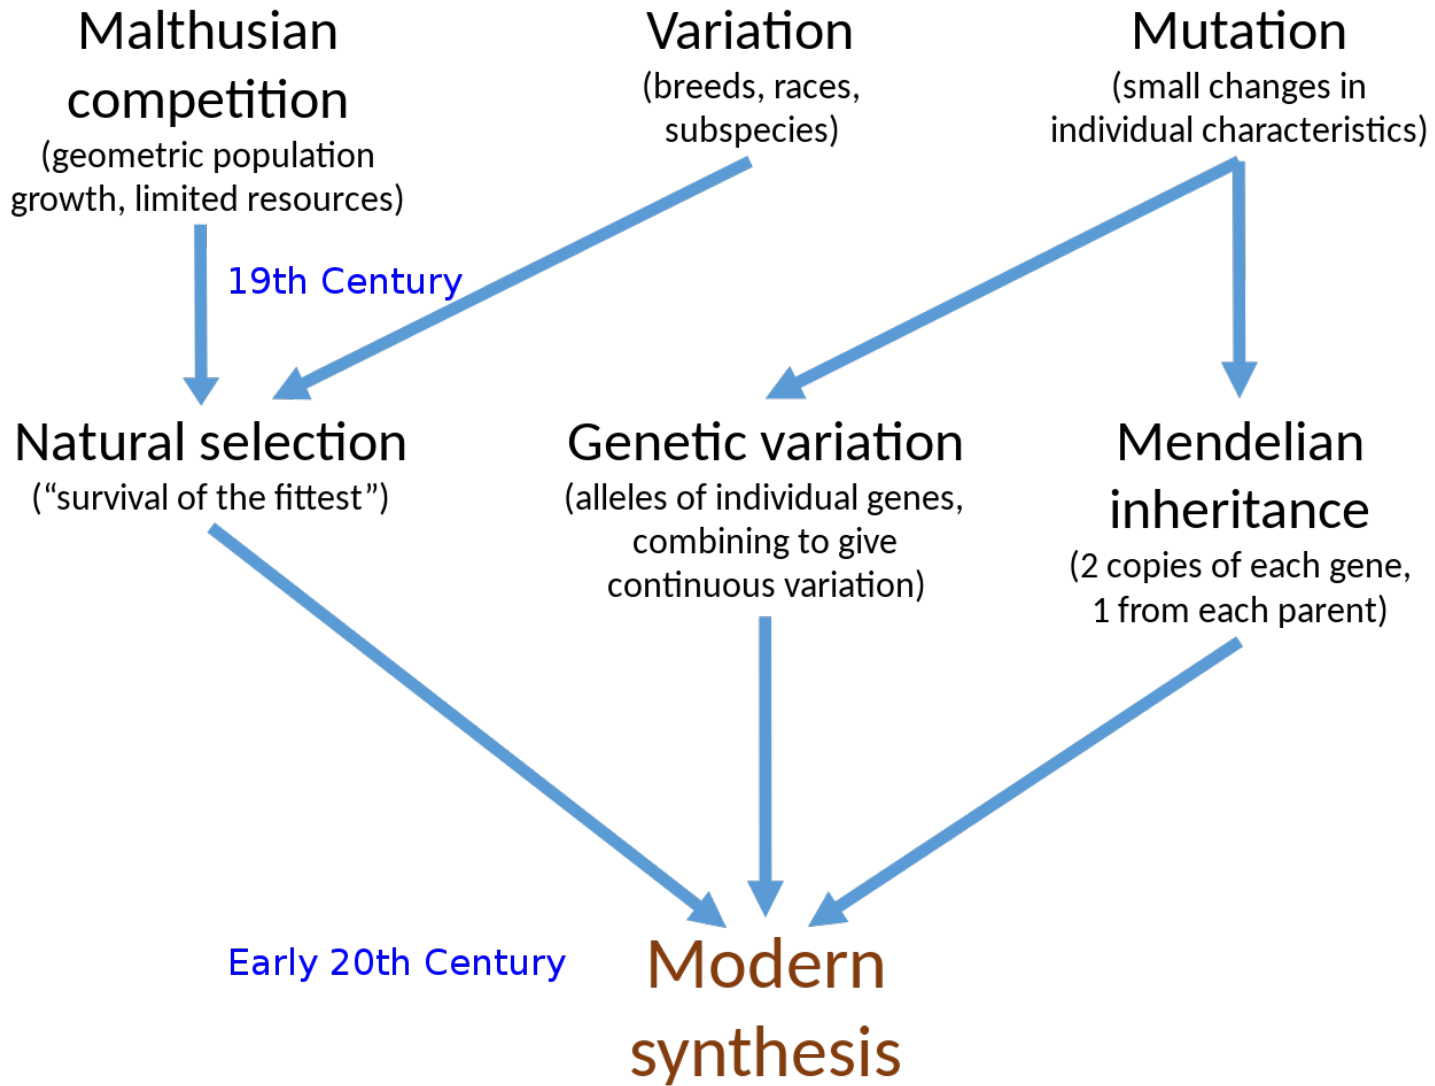 Malthusian
competition
(geometric population
growth, limited resources)
Variation
(breeds, races,
subspecies)
Mutation
(small changes in
individual characteristics)
19th Century
Natural selection
(“survival of the fittest”)
Genetic variation
(alleles of individual genes,
combining to give
continuous variation)
Mendelian
inheritance
(2 copies of each gene,
1 from each parent)
Early 20th Century
Modern
synthesis